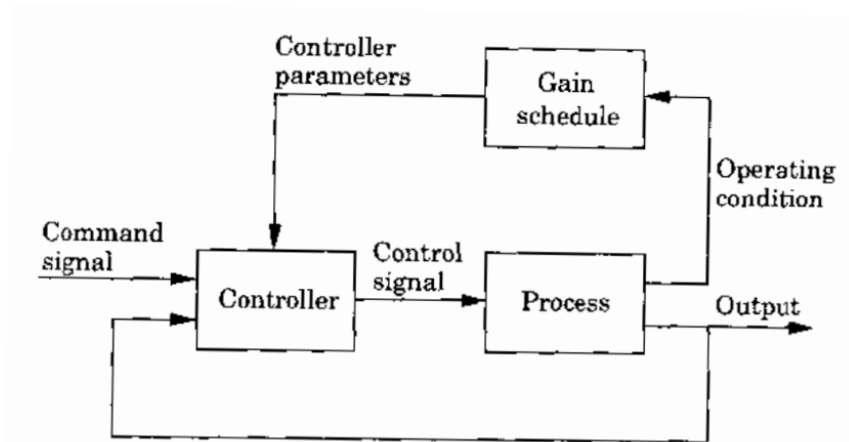 Controller
parameters
Gain
schedule
Operating
condition
Command
signal
Controller
Control
signal
Process
Output